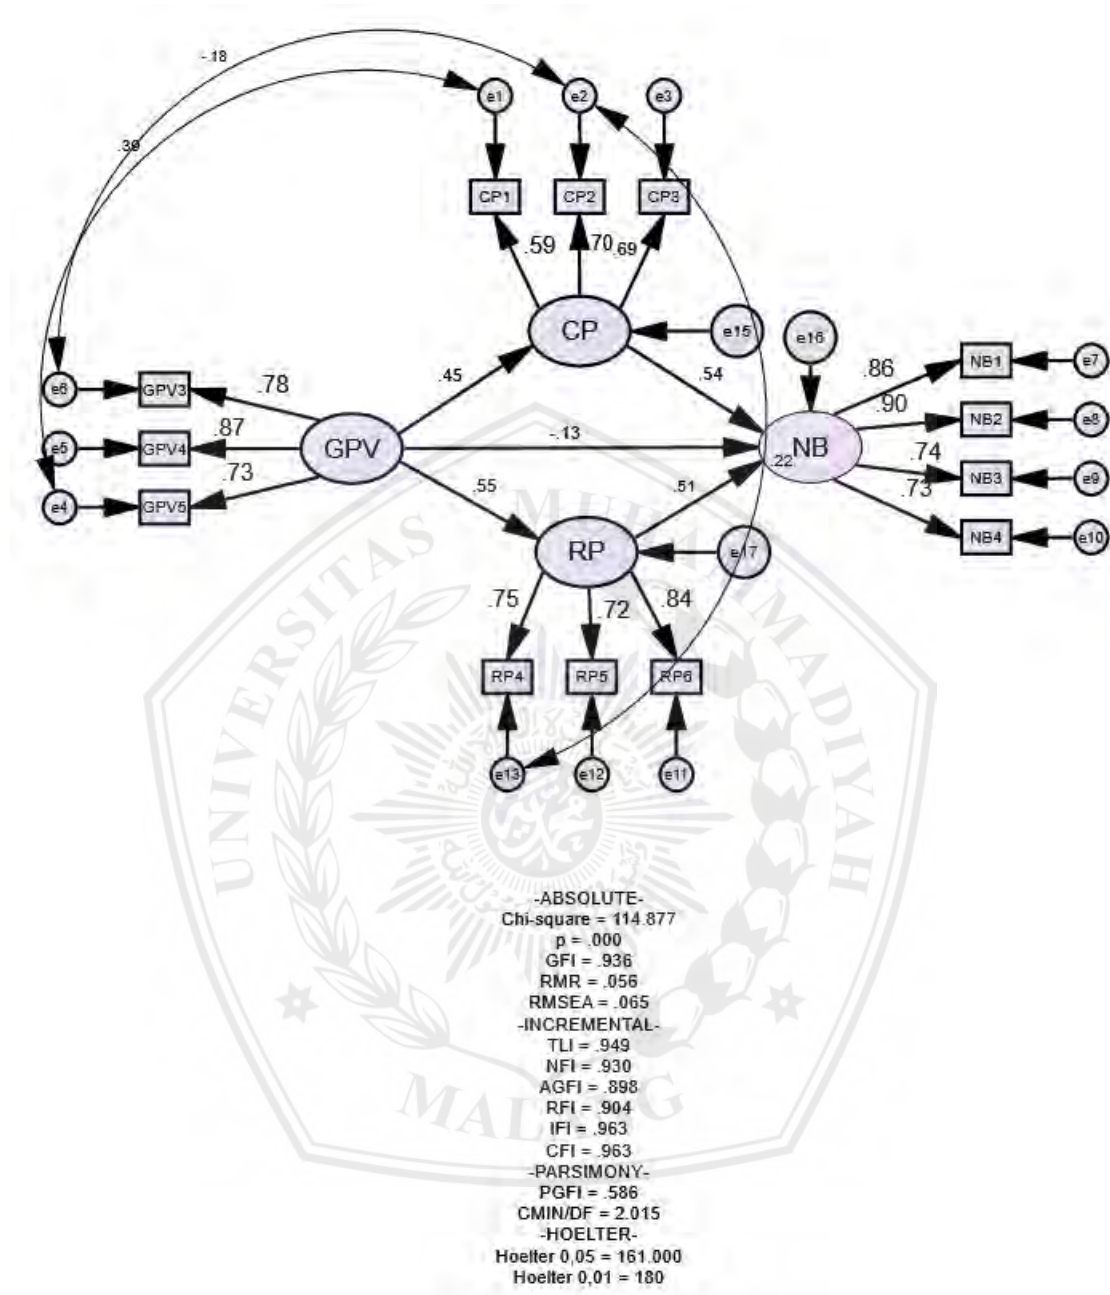 -.18
.39
e1
e2
e3
CP1
CP2
CP3
.59
.70
.69
CP
e15
e16
.45
.54
e6
GPV3
.78
e5
GPV4
.87
e4
GPV5
.73
GPV
-.13
NB
.22
.86
.90
.74
.73
NB1
e7
NB2
e8
NB3
e9
NB4
e10
.55
.51
RP
e17
.75
.72
.84
RP4
RP5
RP6
e13
e12
e11
UNIVERSITAS MUHAMMADIYAH
MALANG
-ABSOLUTE-
Chi-square = 114.877
p = .000
GFI = .936
RMR = .056
RMSEA = .065
-INCREMENTAL-
TLI = .949
NFI = .930
AGFI = .898
RFI = .904
IFI = .963
CFI = .963
-PARSIMONY-
PGFI = .586
CMIN/DF = 2.015
-HOELTER-
Hoelter 0,05 = 161.000
Hoelter 0,01 = 180